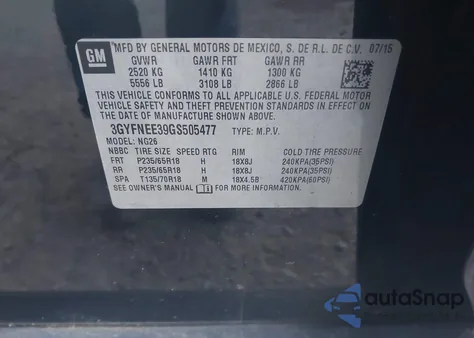 GM
MFD BY GENERAL MOTORS DE MEXICO, S. DE R.L. DE C.V. 07/15
GVWR GAWR FRT GAWR RR
2520 KG 1410 KG 1300 KG
5556 LB 3108 LB 2866 LB
THIS VEHICLE CONFORMS TO ALL APPLICABLE U.S. FEDERAL MOTOR
VEHICLE SAFETY AND THEFT PREVENTION STANDARDS IN EFFECT ON
THE DATE OF MANUFACTURE SHOWN ABOVE.
3GYFNEE39GS505477 TYPE: M.P.V.
MODEL: NG26
NBBC TIRE SIZE SPEED RTG RIM COLD TIRE PRESSURE
FRT P235/65R18 H 18X8J 240KPA(35PSI)
RR P235/65R18 H 18X8J 240KPA(35PSI)
SPA T135/70R18 M 18X4.5B 420KPA(60PSI)
SEE OWNER'S MANUAL FOR MORE INFORMATION
autoSnap